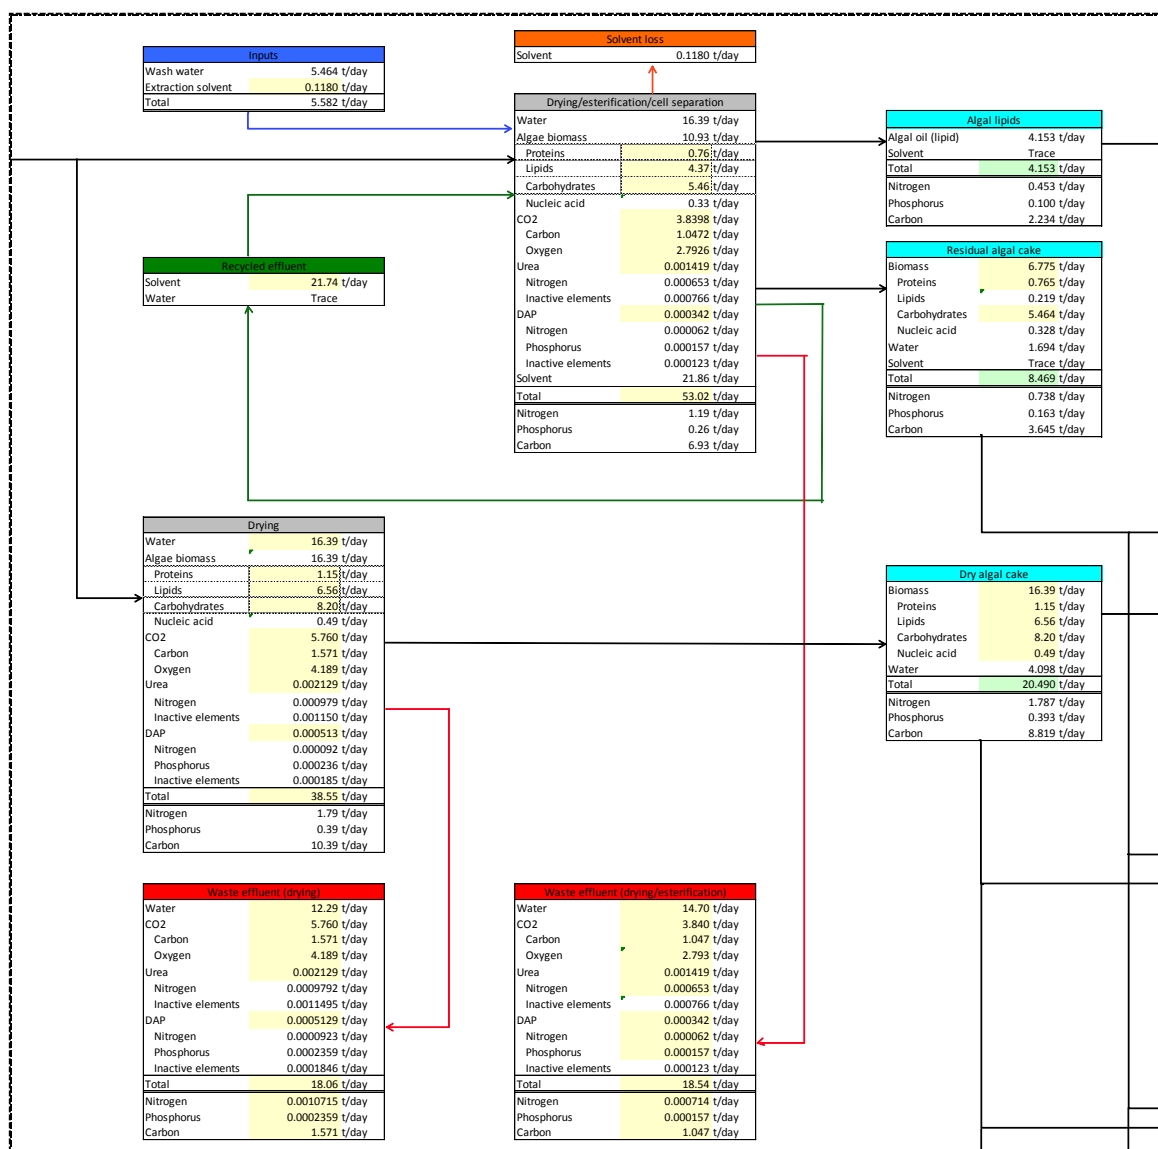 Inputs
Wash water 5.464 t/day
Extraction solvent 0.1180 t/day
Total 5.582 t/day
Solvent loss
Solvent 0.1180 t/day
Drying/esterification/cell separation
Water 16.39 t/day
Algae biomass 10.93 t/day
Proteins 0.76 t/day
Lipids 4.37 t/day
Carbohydrates 5.46 t/day
Nucleic acid 0.33 t/day
CO2 3.8398 t/day
Carbon 1.0472 t/day
Oxygen 2.7926 t/day
Urea 0.001419 t/day
Nitrogen 0.000653 t/day
Inactive elements 0.000766 t/day
DAP 0.000342 t/day
Nitrogen 0.000062 t/day
Phosphorus 0.000157 t/day
Inactive elements 0.000123 t/day
Solvent 21.86 t/day
Total 53.02 t/day
Nitrogen 1.19 t/day
Phosphorus 0.26 t/day
Carbon 6.93 t/day
Algal lipids
Algal oil (lipid) 4.153 t/day
Solvent Trace
Total 4.153 t/day
Nitrogen 0.453 t/day
Phosphorus 0.100 t/day
Carbon 2.234 t/day
Recycled effluent
Solvent 21.74 t/day
Water Trace
Residual algal cake
Biomass 6.775 t/day
Proteins 0.765 t/day
Lipids 0.219 t/day
Carbohydrates 5.464 t/day
Nucleic acid 0.328 t/day
Water 1.694 t/day
Solvent Trace t/day
Total 8.469 t/day
Nitrogen 0.738 t/day
Phosphorus 0.163 t/day
Carbon 3.645 t/day
Drying
Water 16.39 t/day
Algae biomass 16.39 t/day
Proteins 1.15 t/day
Lipids 6.56 t/day
Carbohydrates 8.20 t/day
Nucleic acid 0.49 t/day
CO2 5.760 t/day
Carbon 1.571 t/day
Oxygen 4.189 t/day
Urea 0.002129 t/day
Nitrogen 0.000979 t/day
Inactive elements 0.001150 t/day
DAP 0.000513 t/day
Nitrogen 0.000092 t/day
Phosphorus 0.000236 t/day
Inactive elements 0.000185 t/day
Total 38.55 t/day
Nitrogen 1.79 t/day
Phosphorus 0.39 t/day
Carbon 10.39 t/day
Dry algal cake
Biomass 16.39 t/day
Proteins 1.15 t/day
Lipids 6.56 t/day
Carbohydrates 8.20 t/day
Nucleic acid 0.49 t/day
Water 4.098 t/day
Total 20.490 t/day
Nitrogen 1.787 t/day
Phosphorus 0.393 t/day
Carbon 8.819 t/day
Waste effluent (drying)
Water 12.29 t/day
CO2 5.760 t/day
Carbon 1.571 t/day
Oxygen 4.189 t/day
Urea 0.002129 t/day
Nitrogen 0.0009792 t/day
Inactive elements 0.0011495 t/day
DAP 0.0005129 t/day
Nitrogen 0.0000923 t/day
Phosphorus 0.0002359 t/day
Inactive elements 0.0001846 t/day
Total 18.06 t/day
Nitrogen 0.0010715 t/day
Phosphorus 0.0002359 t/day
Carbon 1.571 t/day
Waste effluent (drying/esterification)
Water 14.70 t/day
CO2 3.840 t/day
Carbon 1.047 t/day
Oxygen 2.793 t/day
Urea 0.001419 t/day
Nitrogen 0.000653 t/day
Inactive elements 0.000766 t/day
DAP 0.000342 t/day
Nitrogen 0.000062 t/day
Phosphorus 0.000157 t/day
Inactive elements 0.000123 t/day
Total 18.54 t/day
Nitrogen 0.000714 t/day
Phosphorus 0.000157 t/day
Carbon 1.047 t/day